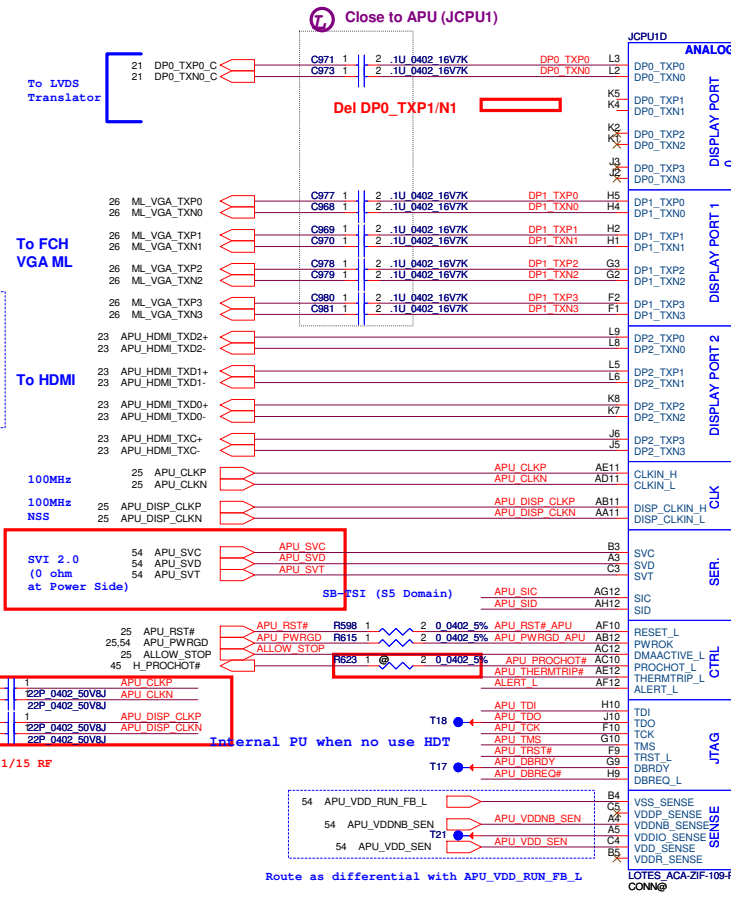 Close to APU (JCPU1)
JCPU1D
ANALOG
21 DP0_TXP0_C C971 1 2 .1U_0402_16V7K DP0_TXP0 L3 DP0_TXP0
21 DP0_TXN0_C C973 1 2 .1U_0402_16V7K DP0_TXN0 L2 DP0_TXN0
To LVDS
Translator
Del DP0_TXP1/N1
K5 DP0_TXP1
K4 DP0_TXN1
K2 DP0_TXP2
K1 DP0_TXN2
J3 DP0_TXP3
J2 DP0_TXN3
DISPLAY PORT
26 ML_VGA_TXP0 C977 1 2 .1U_0402_16V7K DP1_TXP0 H5 DP1_TXP0
26 ML_VGA_TXN0 C968 1 2 .1U_0402_16V7K DP1_TXN0 H4 DP1_TXN0
26 ML_VGA_TXP1 C969 1 2 .1U_0402_16V7K DP1_TXP1 H2 DP1_TXP1
26 ML_VGA_TXN1 C970 1 2 .1U_0402_16V7K DP1_TXN1 H1 DP1_TXN1
To FCH
VGA ML
26 ML_VGA_TXP2 C978 1 2 .1U_0402_16V7K DP1_TXP2 G3 DP1_TXP2
26 ML_VGA_TXN2 C979 1 2 .1U_0402_16V7K DP1_TXN2 G2 DP1_TXN2
26 ML_VGA_TXP3 C980 1 2 .1U_0402_16V7K DP1_TXP3 F2 DP1_TXP3
26 ML_VGA_TXN3 C981 1 2 .1U_0402_16V7K DP1_TXN3 F1 DP1_TXN3
DISPLAY PORT 1
23 APU_HDMI_TXD2+ L9 DP2_TXP0
23 APU_HDMI_TXD2- L8 DP2_TXN0
To HDMI
23 APU_HDMI_TXD1+ L5 DP2_TXP1
23 APU_HDMI_TXD1- L6 DP2_TXN1
23 APU_HDMI_TXD0+ K8 DP2_TXP2
23 APU_HDMI_TXD0- K7 DP2_TXN2
23 APU_HDMI_TXC+ J6 DP2_TXP3
23 APU_HDMI_TXC- J5 DP2_TXN3
DISPLAY PORT 2
100MHz
25 APU_CLKP APU_CLKP AE11 CLKIN_H
25 APU_CLKN APU_CLKN AD11 CLKIN_L
100MHz
NSS
25 APU_DISP_CLKP APU_DISP_CLKP AB11 DISP_CLKIN_H
25 APU_DISP_CLKN APU_DISP_CLKN AA11 DISP_CLKIN_L
CLK
SVI 2.0
(0 ohm
at Power Side)
54 APU_SVC APU_SVC B3 SVC
54 APU_SVD APU_SVD A3 SVD
54 APU_SVT APU_SVT C3 SVT
SB-TSI (S5 Domain)
APU_SIC AG12 SIC
APU_SID AH12 SID
SER.
25 APU_RST# APU_RST# R598 1 2 0_0402_5% APU_RST#_APU AF10 RESET_L
25,54 APU_PWRGD APU_PWRGD R615 1 2 0_0402_5% APU_PWRGD_APU AB12 PWROK
25 ALLOW_STOP ALLOW_STOP AC12 DMAACTIVE_L
45 H_PROCHOT# R623 1 @ 2 0_0402_5% APU_PROCHOT# AC10 PROCHOT_L
APU_THERMTRIP# AE12 THERMTRIP_L
ALERT_L AF12 ALERT_L
CTRL
1 APU_CLKP
22P_0402_50V8J APU_CLKN
22P_0402_50V8J
1 APU_DISP_CLKP
22P_0402_50V8J APU_DISP_CLKN
22P_0402_50V8J
1/15 RF
Internal PU when no use HDT
APU_TDI H10 TDI
T18 APU_TDO J10 TDO
APU_TCK F10 TCK
APU_TMS G10 TMS
APU_TRST# F9 TRST_L
T17 APU_DBRDY G9 DBRDY
APU_DBREQ# H9 DBREQ_L
JTAG
54 APU_VDD_RUN_FB_L B4 VSS_SENSE
C5 VDDP_SENSE
54 APU_VDDNB_SEN APU_VDDNB_SEN A4 VDDNB_SENSE
T21 A5 VDDIO_SENSE
54 APU_VDD_SEN APU_VDD_SEN C4 VDD_SENSE
B5 VDDR_SENSE
SENSE
Route as differential with APU_VDD_RUN_FB_L
LOTES_ACA-ZIF-109-
CONN@